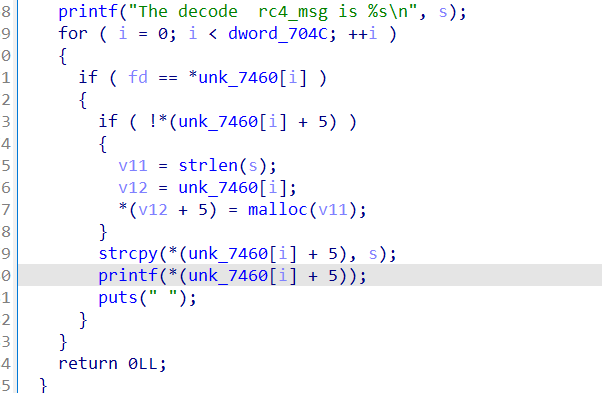 8 printf("The decode  rc4_msg is %s\n", s);
9 for ( i = 0; i < dword_704C; ++i )
0 {
1 if ( fd == *unk_7460[i] )
2 {
3 if ( !*(unk_7460[i] + 5) )
4 {
5 v11 = strlen(s);
6 v12 = unk_7460[i];
7 *(v12 + 5) = malloc(v11);
8 }
9 strcpy(*(unk_7460[i] + 5), s);
0 printf(*(unk_7460[i] + 5));
1 puts(" ");
2 }
3 }
4 return 0LL;
5 }